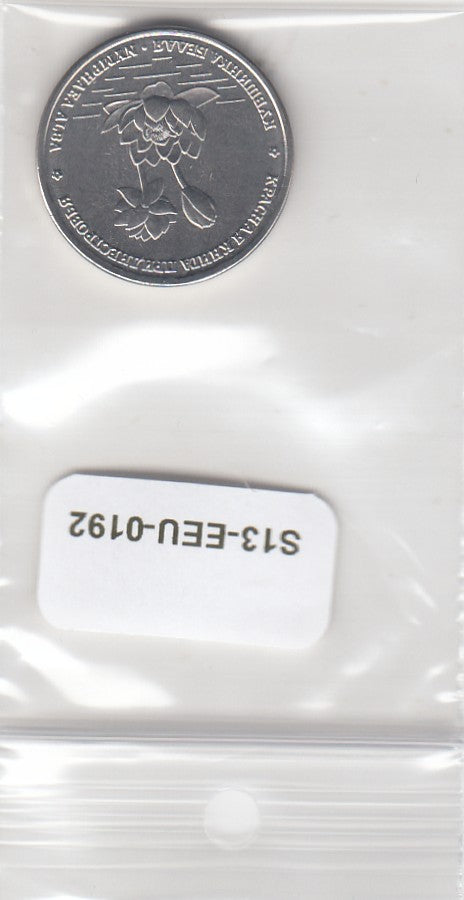 КРАСНАЯ КНИГА ПРИДНЕСТРОВЬЯ
КУВШИНКА БЕЛАЯ · NYMPHAEA ALBA
S13-EEU-0192